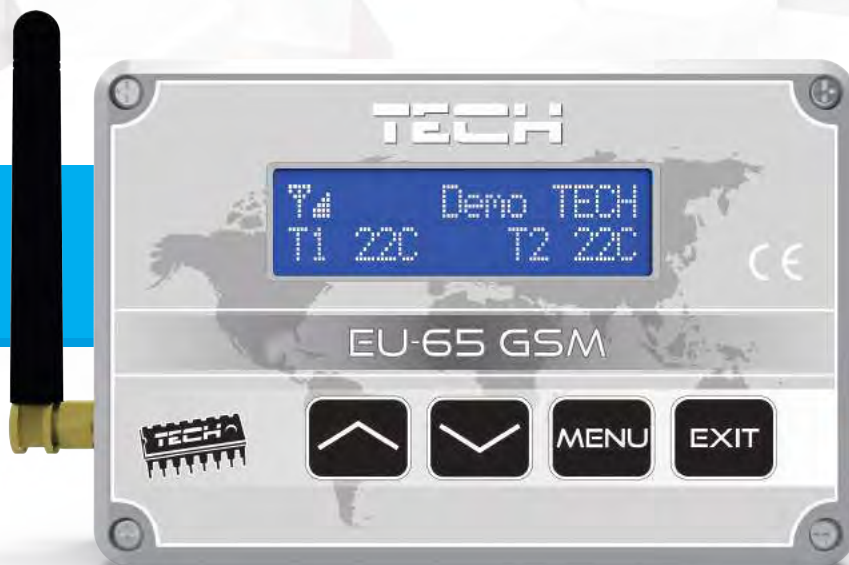 TECH
Demo TECH
T1 22C T2 22C
CE
EU-65 GSM
TECH
MENU
EXIT